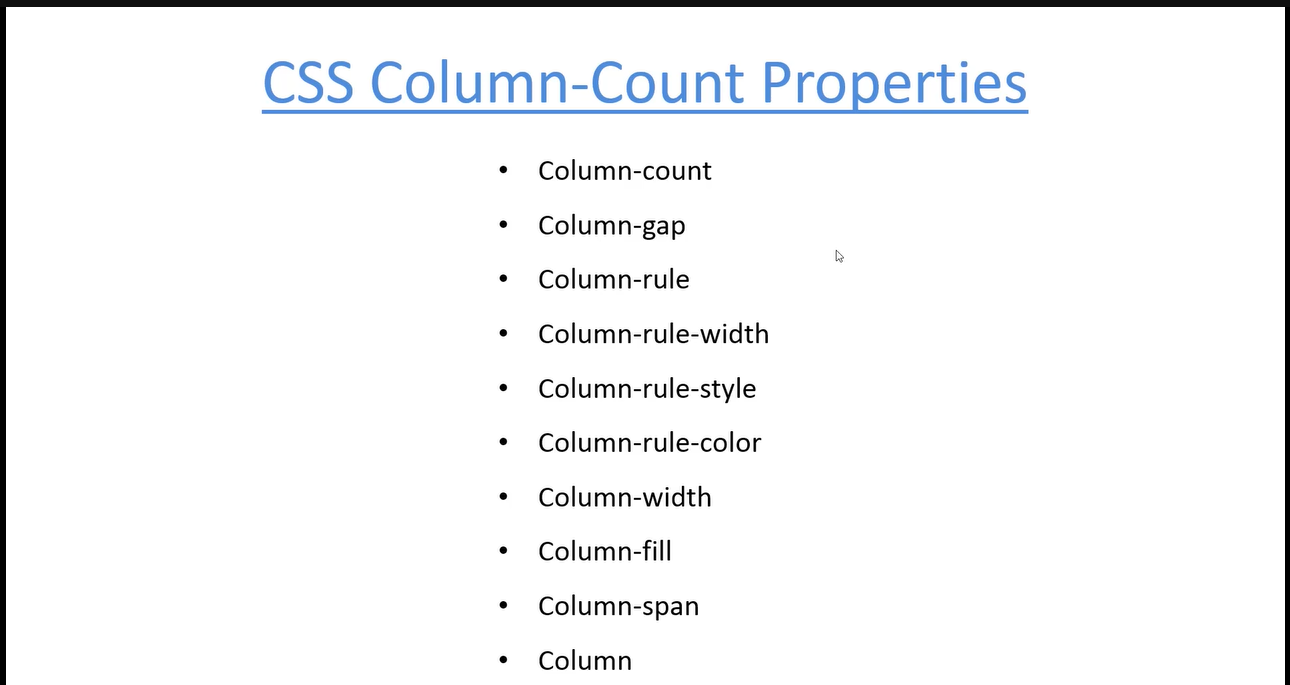 CSS Column-Count Properties
• Column-count
• Column-gap
• Column-rule
• Column-rule-width
• Column-rule-style
• Column-rule-color
• Column-width
• Column-fill
• Column-span
• Column